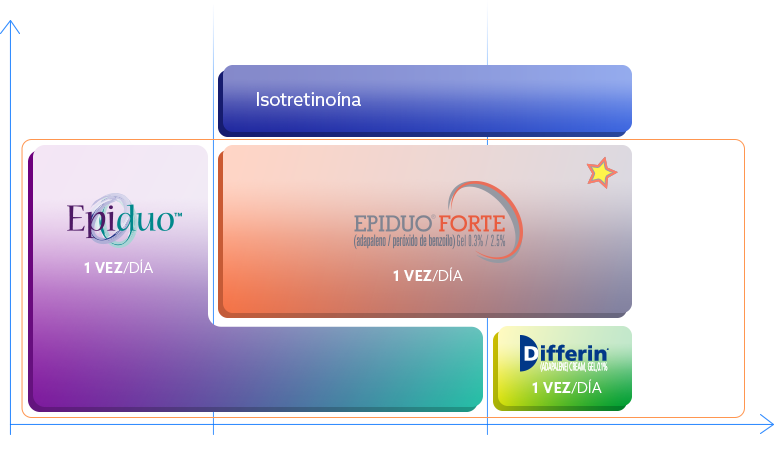 Isotretinoína
Epiduo™
1 VEZ/DÍA
EPIDUO® FORTE
(adapaleno / peróxido de benzoilo) Gel 0.3% / 2.5%
1 VEZ/DÍA
Differin®
(ADAPALENE) CREAM, GEL, 0.1%
1 VEZ/DÍA